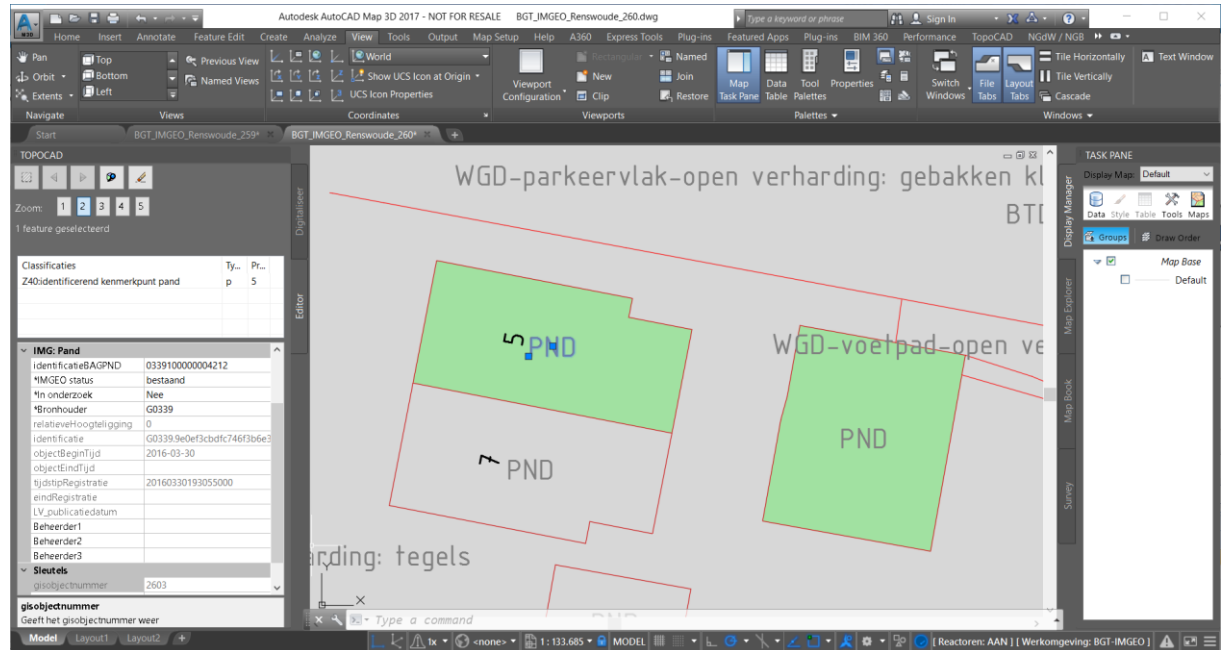 Autodesk AutoCAD Map 3D 2017 - NOT FOR RESALE BGT_IMGEO_Renswoude_260.dwg
Type a keyword or phrase
Sign In
Home Insert Annotate Feature Edit Create Analyze View Tools Output Map Setup Help A360 Express Tools Plug-ins Featured Apps Plug-ins BIM 360 Performance TopoCAD NGdW / NGB
Pan Top Previous View World Rectangular Named Tile Horizontally Text Window
Orbit Bottom Named Views Show UCS Icon at Origin New Join Tile Vertically
Extents Left UCS Icon Properties Clip Restore Cascade
Viewport Configuration
Map Task Pane
Data Table
Tool Palettes
Properties
Switch Windows
File Tabs
Layout Tabs
Navigate Views Coordinates Viewports Palettes Windows
Start BGT_IMGEO_Renswoude_259* BGT_IMGEO_Renswoude_260*
TOPOCAD
Zoom: 1 2 3 4 5
1 feature geselecteerd
Classificaties Ty... Pr...
Z40:identificerend kenmerkpunt pand p 5
IMG: Pand
identificatieBAGPND 0339100000004212
*IMGEO status bestaand
*In onderzoek Nee
*Bronhouder G0339
relatieveHoogteligging 0
identificatie G0339.9e0ef3cbdfc746f3b6e3
objectBeginTijd 2016-03-30
objectEindTijd
tijdstipRegistratie 20160330193055000
eindRegistratie
LV_publicatiedatum
Beheerder1
Beheerder2
Beheerder3
Sleutels
gisobjectnummer 2603
gisobjectnummer
Geeft het gisobjectnummer weer
Digitaliseer
Editor
WGD-parkeervlak-open verharding: gebakken kl
5 PND
WGD-voetpad-open ve
PND
7 PND
arding: tegels
Y
X
Type a command
TASK PANE
Display Map: Default
Data Style Table Tools Maps
Groups Draw Order
Map Base
Default
Display Manager
Map Explorer
Map Book
Survey
Model Layout1 Layout2 +
1x <none> 1 : 133.685 MODEL [ Reactoren: AAN ] [ Werkomgeving: BGT-IMGEO ]